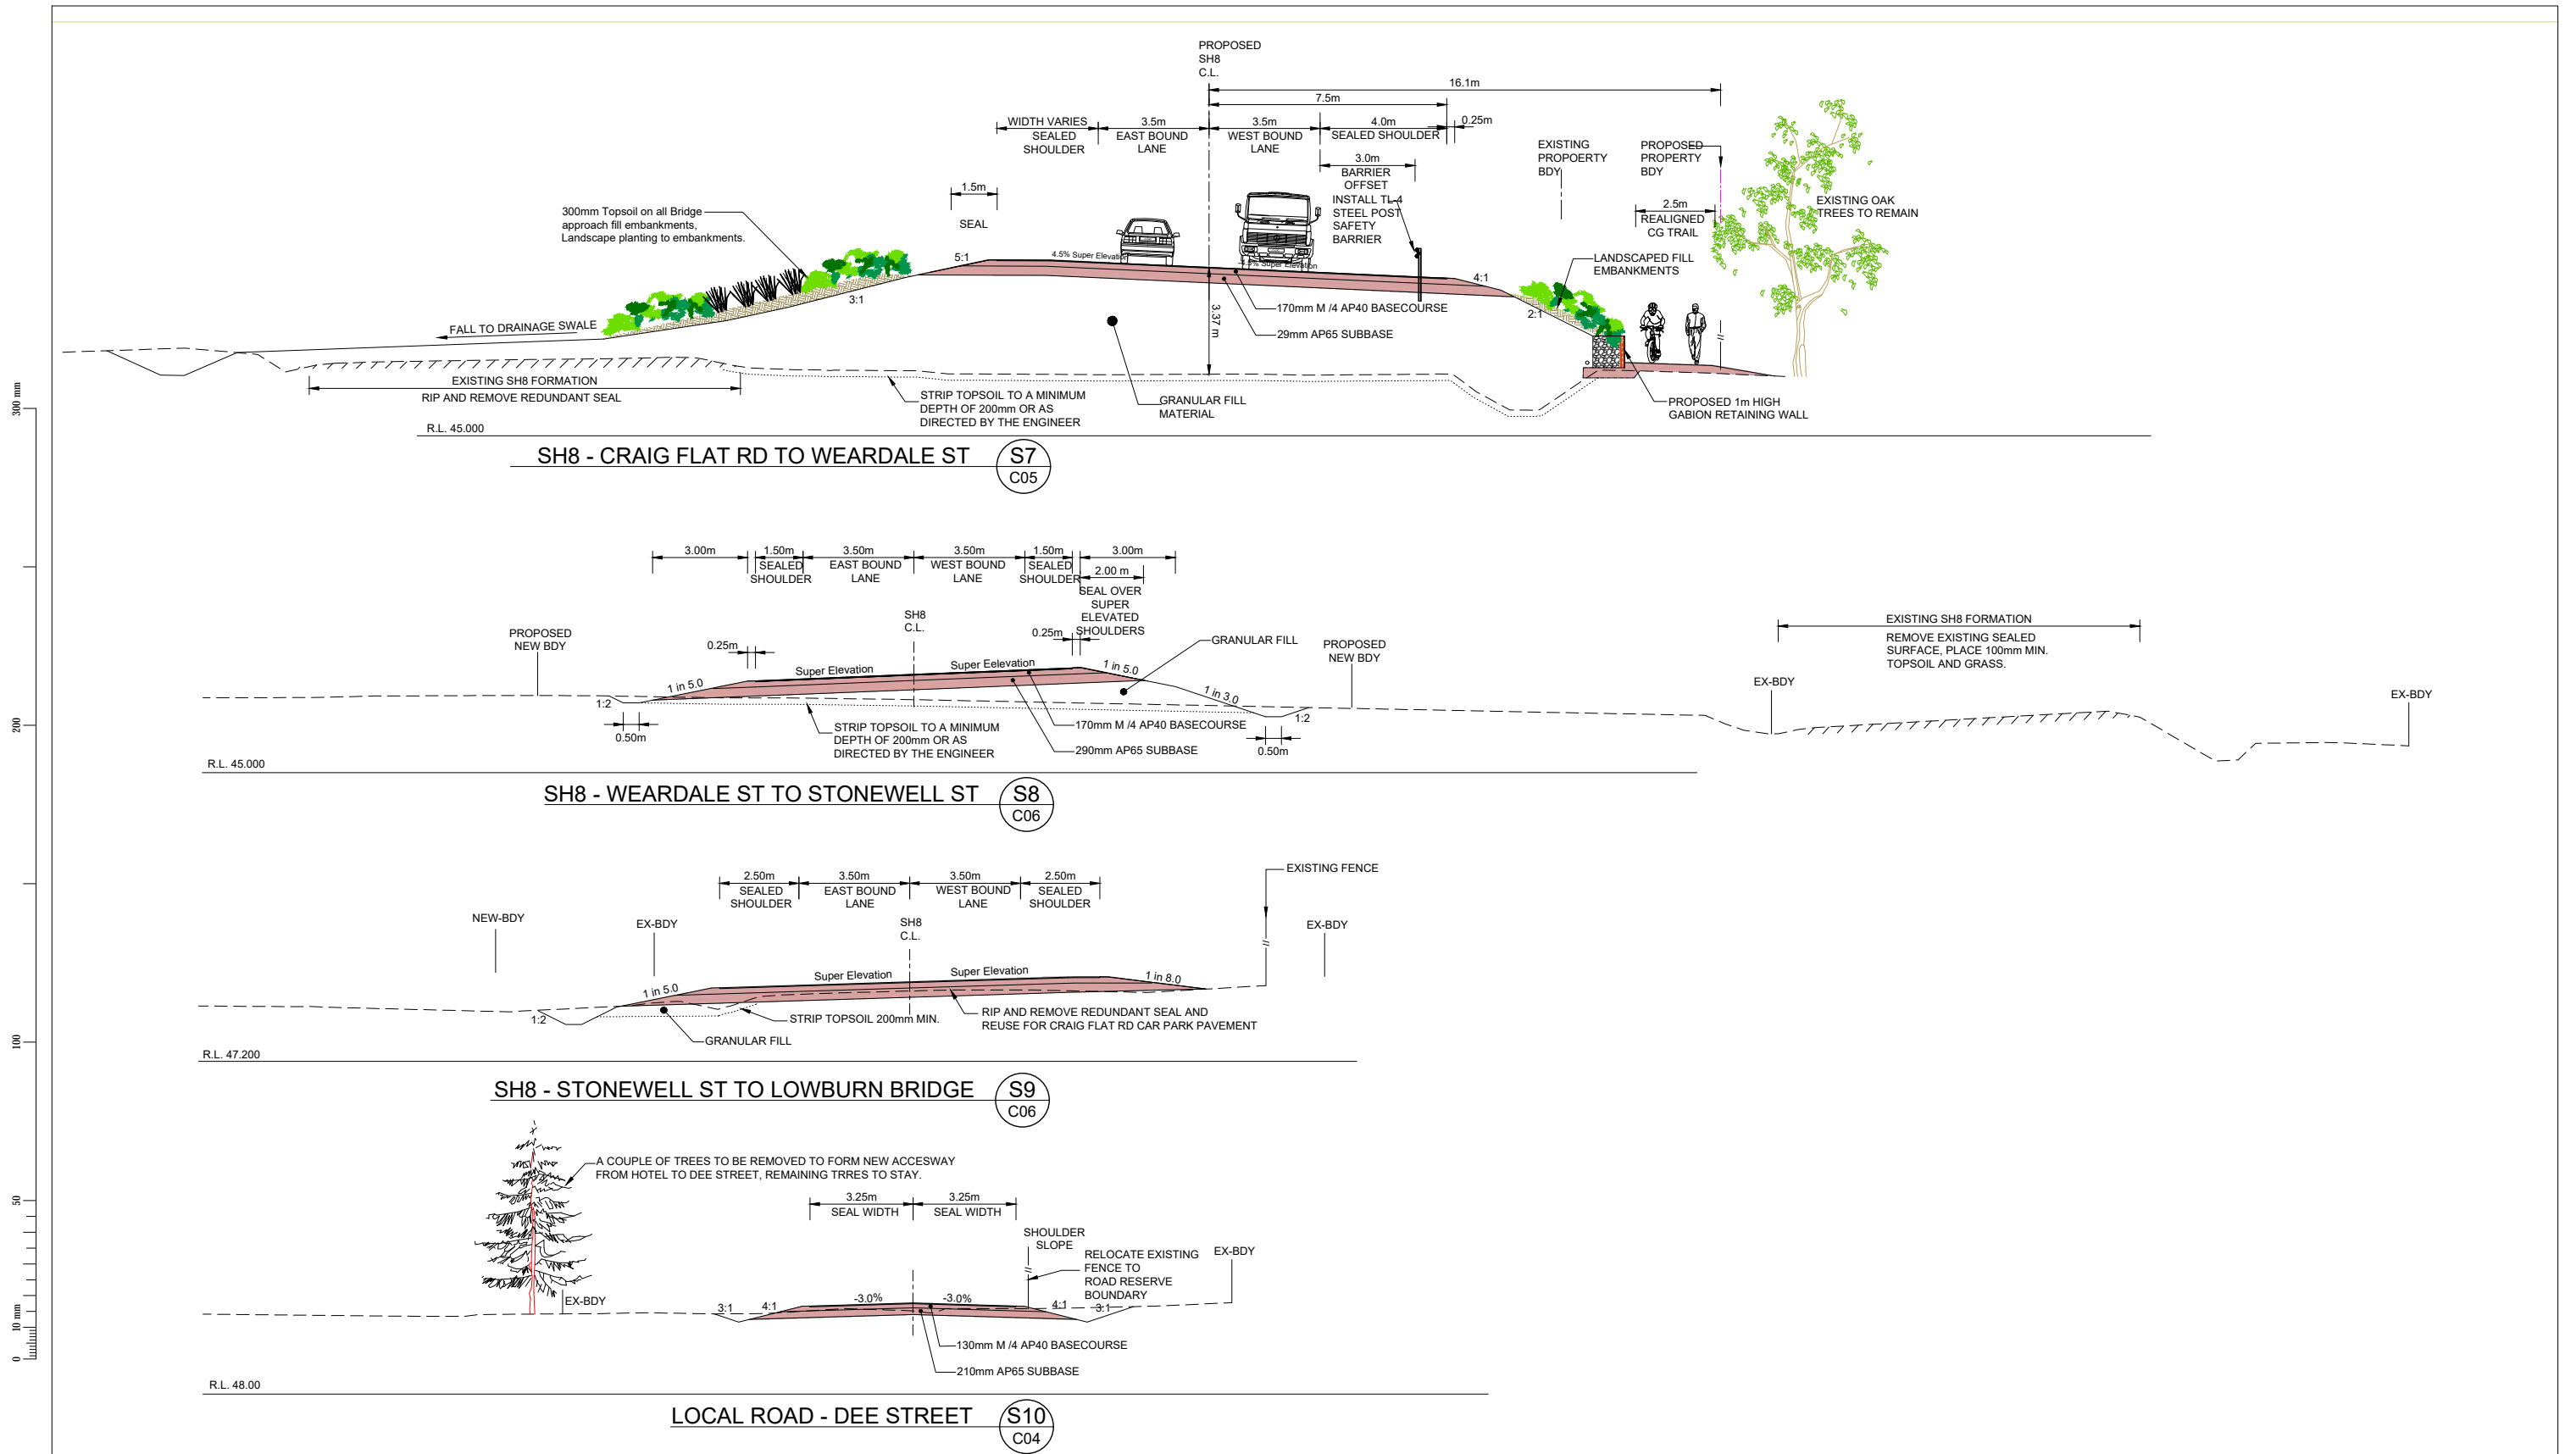 PROPOSED
SH8
C.L.
16.1m
7.5m
WIDTH VARIES
SEALED
SHOULDER
3.5m
EAST BOUND
LANE
3.5m
WEST BOUND
LANE
4.0m
SEALED SHOULDER
0.25m
3.0m
BARRIER
OFFSET
INSTALL TL-4
STEEL POST
SAFETY
BARRIER
EXISTING
PROPOERTY
BDY
PROPOSED
PROPERTY
BDY
2.5m
REALIGNED
CG TRAIL
EXISTING OAK
TREES TO REMAIN
1.5m
SEAL
300mm Topsoil on all Bridge
approach fill embankments,
Landscape planting to embankments.
5:1
4.5% Super Elevation
-4.5% Super Elevation
4:1
LANDSCAPED FILL
EMBANKMENTS
3:1
2:1
3.37 m
170mm M /4 AP40 BASECOURSE
29mm AP65 SUBBASE
FALL TO DRAINAGE SWALE
EXISTING SH8 FORMATION
RIP AND REMOVE REDUNDANT SEAL
STRIP TOPSOIL TO A MINIMUM
DEPTH OF 200mm OR AS
DIRECTED BY THE ENGINEER
GRANULAR FILL
MATERIAL
PROPOSED 1m HIGH
GABION RETAINING WALL
R.L. 45.000
SH8 - CRAIG FLAT RD TO WEARDALE ST
S7
C05
3.00m
1.50m
SEALED
SHOULDER
3.50m
EAST BOUND
LANE
3.50m
WEST BOUND
LANE
1.50m
SEALED
SHOULDER
3.00m
2.00 m
SEAL OVER
SUPER
ELEVATED
SHOULDERS
SH8
C.L.
PROPOSED
NEW BDY
0.25m
0.25m
GRANULAR FILL
PROPOSED
NEW BDY
EXISTING SH8 FORMATION
REMOVE EXISTING SEALED
SURFACE, PLACE 100mm MIN.
TOPSOIL AND GRASS.
Super Elevation
Super Eelevation
1 in 5.0
1 in 5.0
1 in 3.0
EX-BDY
EX-BDY
1:2
1:2
0.50m
0.50m
STRIP TOPSOIL TO A MINIMUM
DEPTH OF 200mm OR AS
DIRECTED BY THE ENGINEER
170mm M /4 AP40 BASECOURSE
290mm AP65 SUBBASE
R.L. 45.000
SH8 - WEARDALE ST TO STONEWELL ST
S8
C06
2.50m
SEALED
SHOULDER
3.50m
EAST BOUND
LANE
3.50m
WEST BOUND
LANE
2.50m
SEALED
SHOULDER
EXISTING FENCE
NEW-BDY
EX-BDY
SH8
C.L.
EX-BDY
Super Elevation
Super Elevation
1 in 5.0
1 in 8.0
1:2
STRIP TOPSOIL 200mm MIN.
RIP AND REMOVE REDUNDANT SEAL AND
REUSE FOR CRAIG FLAT RD CAR PARK PAVEMENT
GRANULAR FILL
R.L. 47.200
SH8 - STONEWELL ST TO LOWBURN BRIDGE
S9
C06
A COUPLE OF TREES TO BE REMOVED TO FORM NEW ACCESWAY
FROM HOTEL TO DEE STREET, REMAINING TRRES TO STAY.
3.25m
SEAL WIDTH
3.25m
SEAL WIDTH
SHOULDER
SLOPE
RELOCATE EXISTING
FENCE TO
ROAD RESERVE
BOUNDARY
EX-BDY
EX-BDY
3:1
4:1
-3.0%
-3.0%
4:1
3:1
130mm M /4 AP40 BASECOURSE
210mm AP65 SUBBASE
R.L. 48.00
LOCAL ROAD - DEE STREET
S10
C04
300 mm
200
100
50
10 mm
0